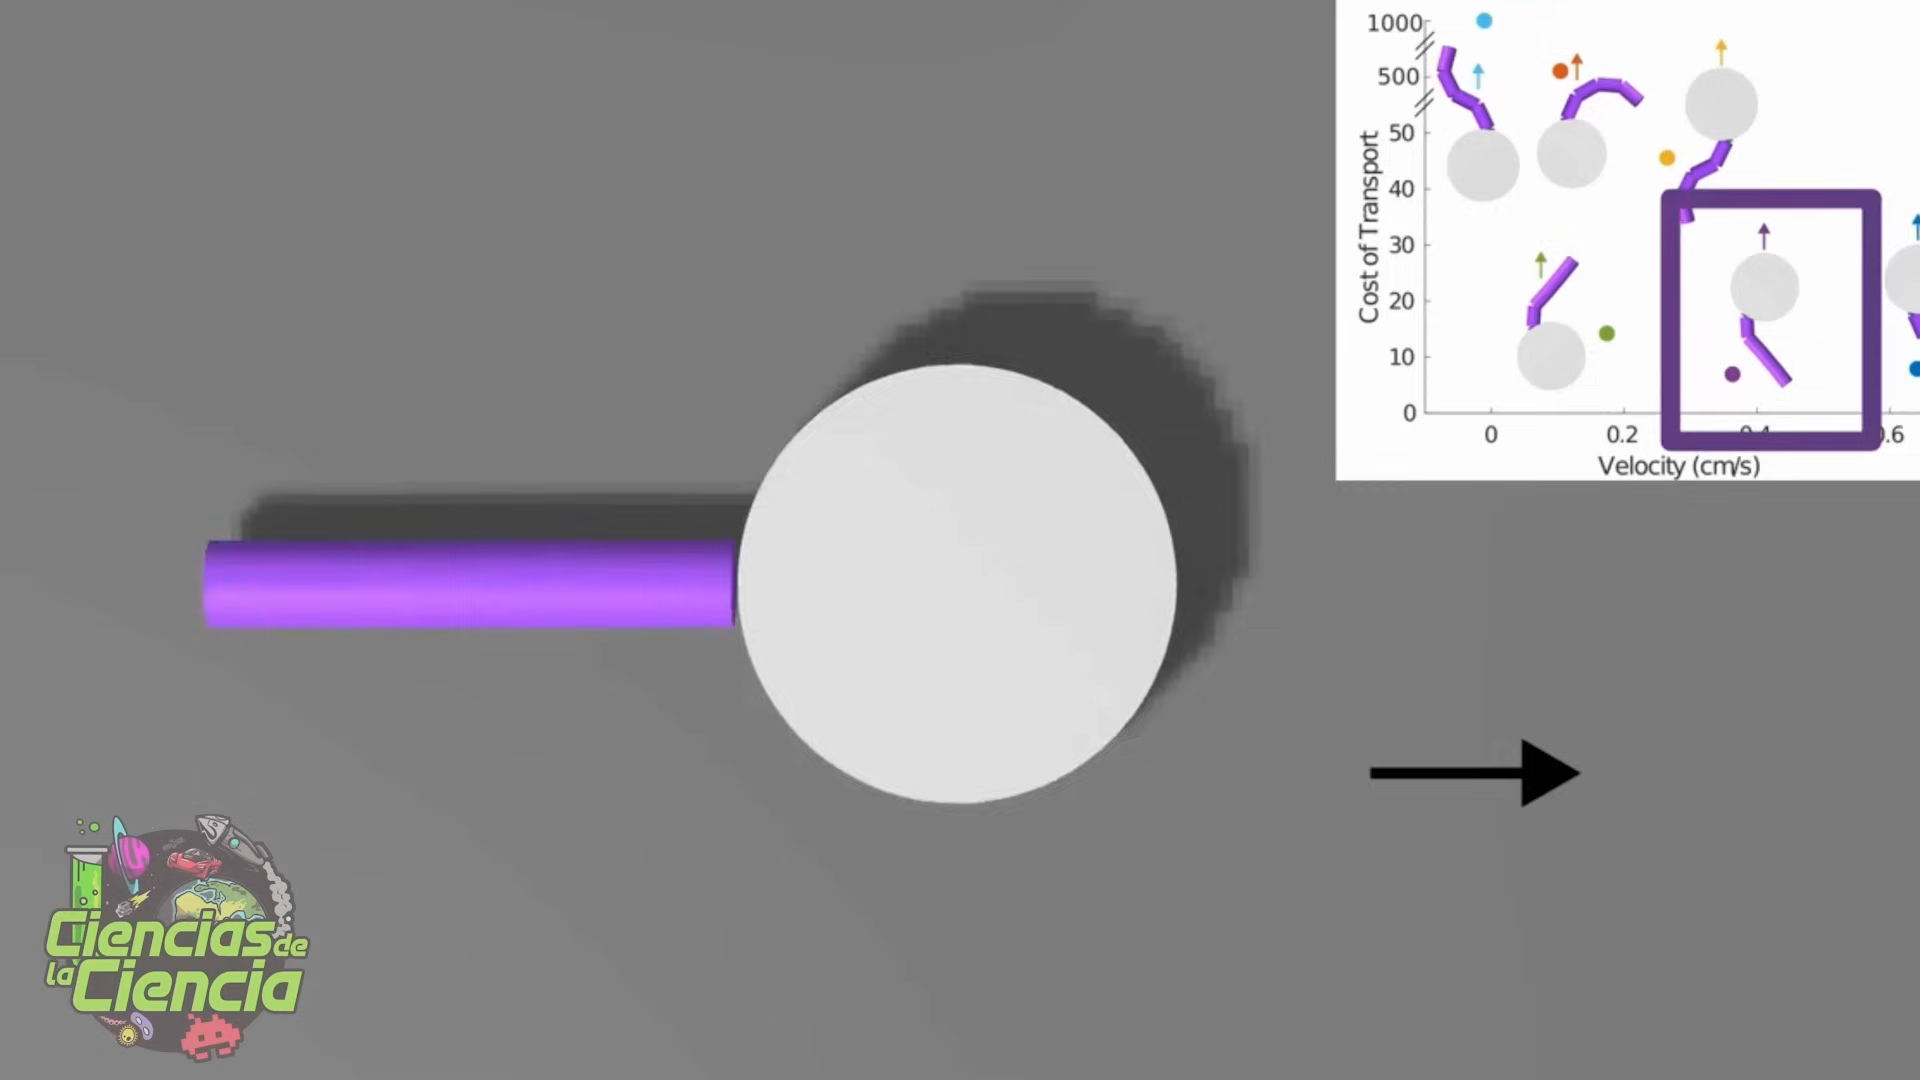 1000
500
50
40
30
20
10
0
Cost of Transport
0 0.2
Velocity (cm/s)
Ciencias de
la Ciencia